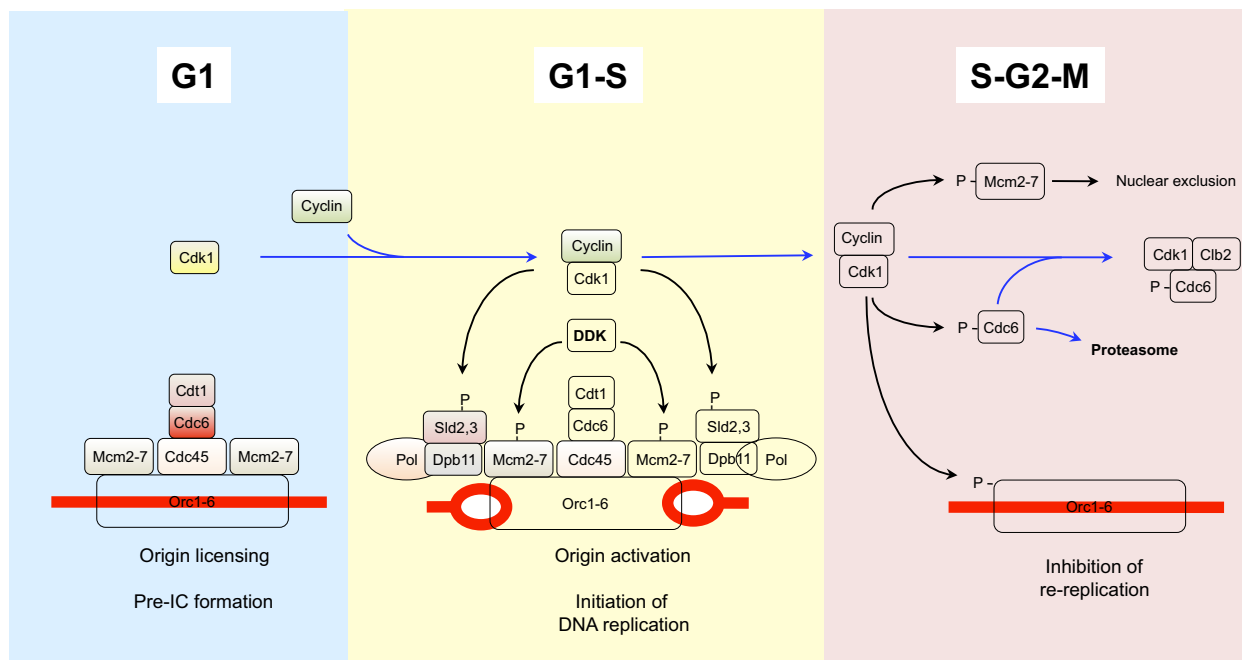 G1
Cyclin
Cdk1
Cdt1
Cdc6
Mcm2-7
Cdc45
Mcm2-7
Orc1-6
Origin licensing
Pre-IC formation
G1-S
Cyclin
Cdk1
DDK
P
P
Cdt1
Sld2,3
P
Cdc6
P
Sld2,3
Pol
Dpb11
Mcm2-7
Cdc45
Mcm2-7
Dpb11
Pol
Orc1-6
Origin activation
Initiation of
DNA replication
S-G2-M
P
Mcm2-7
Nuclear exclusion
Cyclin
Cdk1
Cdk1
Clb2
P
Cdc6
P
Cdc6
Proteasome
P
Orc1-6
Inhibition of
re-replication